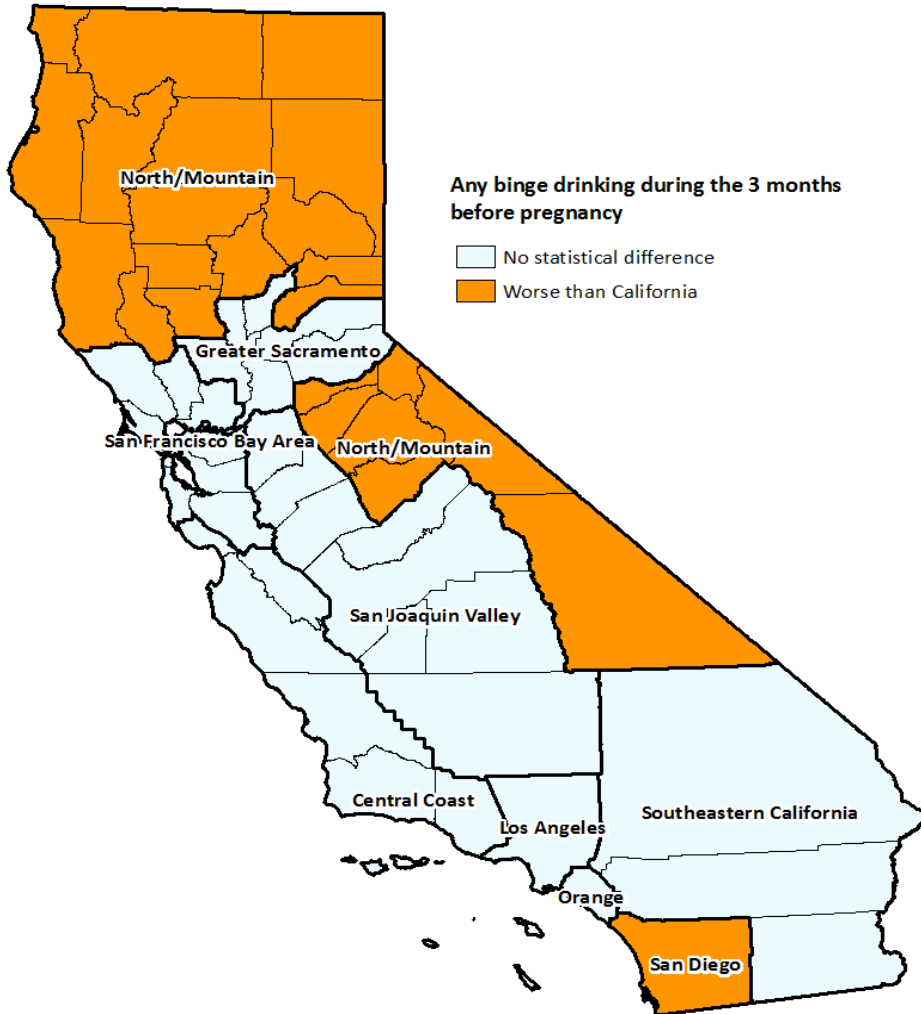 North/Mountain
Any binge drinking during the 3 months
before pregnancy
No statistical difference
Worse than California
Greater Sacramento
San Francisco Bay Area
North/Mountain
San Joaquin Valley
Central Coast
Los Angeles
Southeastern California
Orange
San Diego